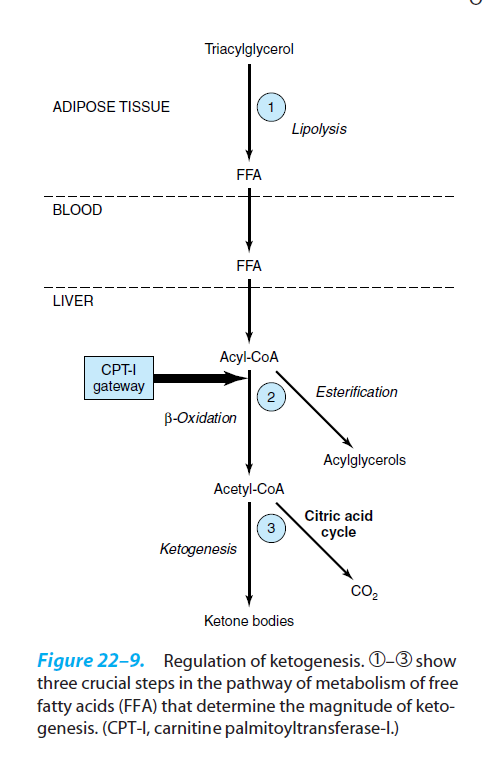 Triacylglycerol
ADIPOSE TISSUE
1
Lipolysis
FFA
BLOOD
FFA
LIVER
Acyl-CoA
CPT-I
gateway
2
Esterification
β-Oxidation
Acylglycerols
Acetyl-CoA
3
Citric acid
cycle
Ketogenesis
CO₂
Ketone bodies
Figure 22–9. Regulation of ketogenesis. ①–③ show
three crucial steps in the pathway of metabolism of free
fatty acids (FFA) that determine the magnitude of keto-
genesis. (CPT-I, carnitine palmitoyltransferase-I.)